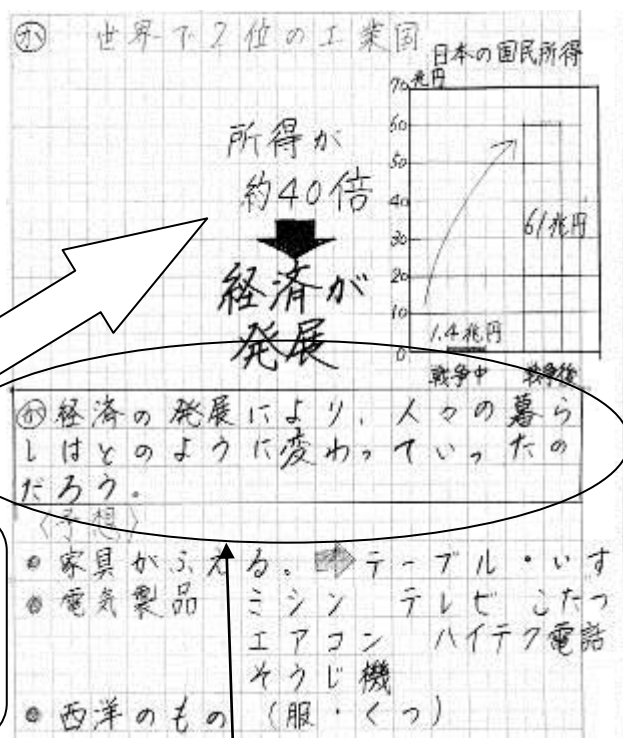 ㋕ 世界で2位の工業国
日本の国民所得
70兆円
60
50
40
30
20
10
0
61兆円
1.4兆円
戦争中 戦争後
所得が
約40倍
経済が
発展
㋕経済の発展により、人々の暮ら
しはどのように変わっていったの
だろう。
〈予想〉
●家具がふえる。➡テーブル・いす
●電気製品 ミシン テレビ こたつ
エアコン ハイテク電話
そうじ機
●西洋のもの (服・くつ)